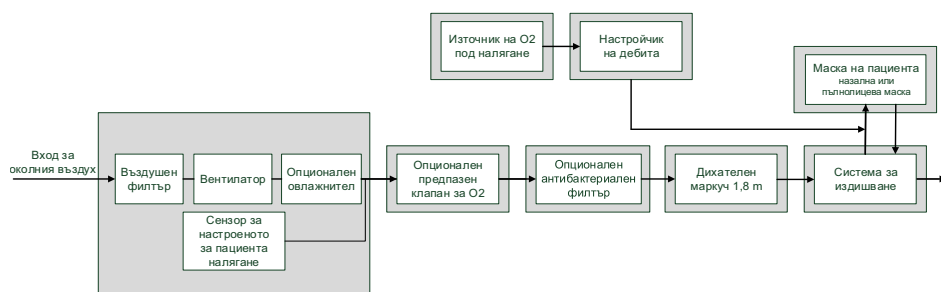 Източник на O2
под налягане
Настройчик
на дебита
Маска на пациента
назална или
пълнолицева маска
Вход за
околния въздух
Въздушен
филтър
Вентилатор
Опционален
овлажнител
Опционален
предпазен
клапан за O2
Опционален
антибактериален
филтър
Дихателен
маркуч 1,8 m
Система за
издишване
Сензор за
настроеното
за пациента
налягане